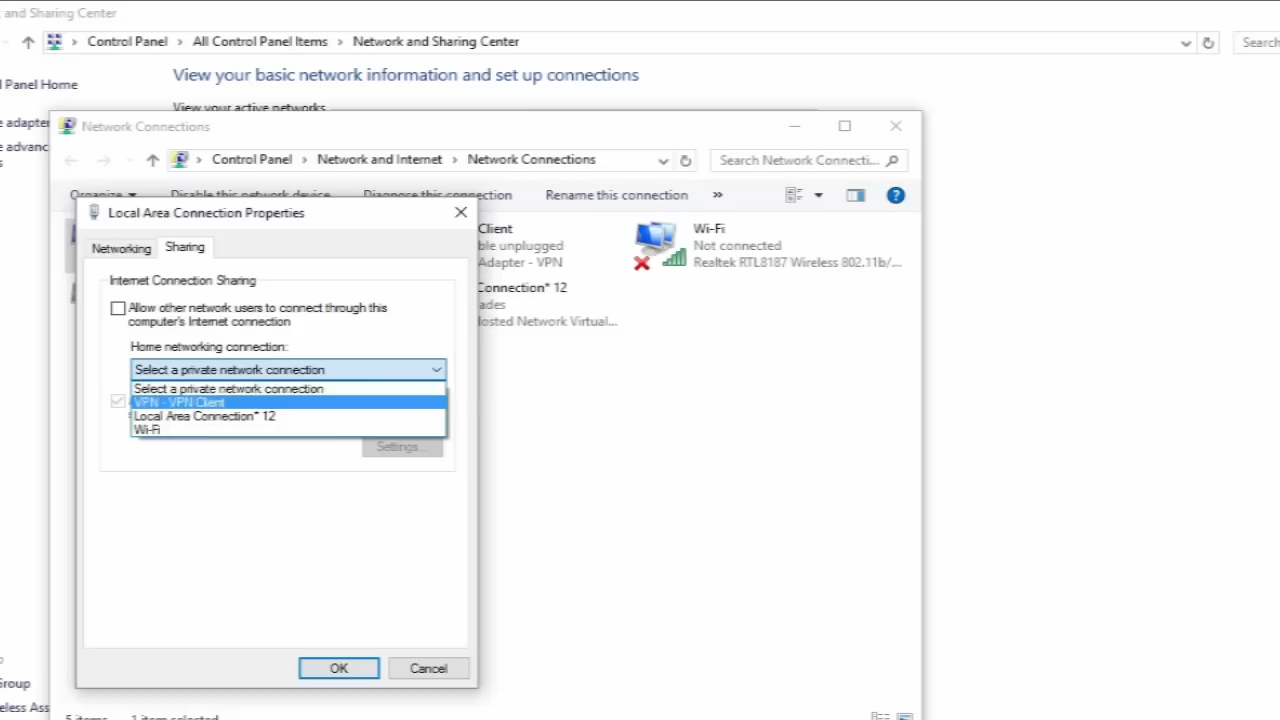 and Sharing Center
Control Panel > All Control Panel Items > Network and Sharing Center
Search
l Panel Home
View your basic network information and set up connections
View your active networks
e adapter
e advanc
s
Network Connections
Control Panel > Network and Internet > Network Connections
Search Network Connecti...
Organize Disable this network device Diagnose this connection Rename this connection »
Local Area Connection Properties
Networking Sharing
Internet Connection Sharing
Allow other network users to connect through this
computer's Internet connection
Home networking connection:
Select a private network connection
Select a private network connection
VPN - VPN Client
Local Area Connection* 12
Wi-Fi
Settings...
OK Cancel
Client
ble unplugged
Adapter - VPN
Wi-Fi
Not connected
Realtek RTL8187 Wireless 802.11b/...
Connection* 12
ades
Hosted Network Virtual...
Group
eless Ass
5 items 1 item selected